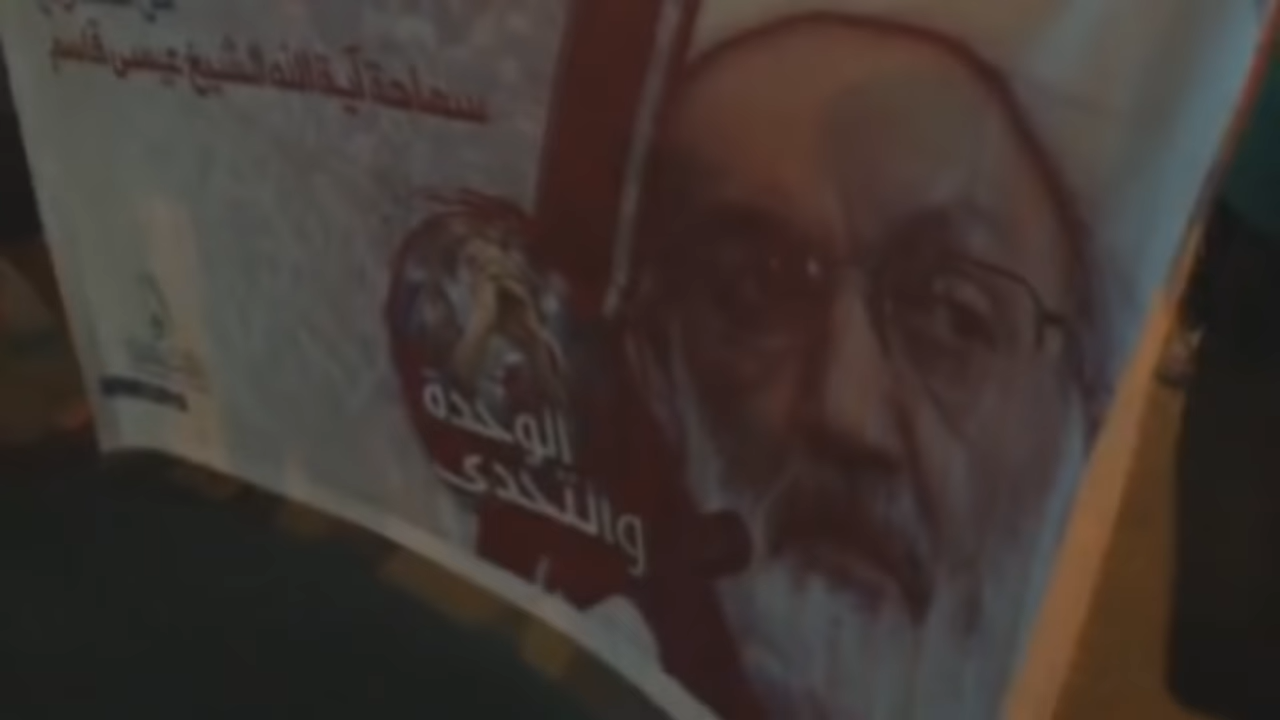 سماحة آية الله الشيخ عيسى قاسم
الوحدة
والتحدي